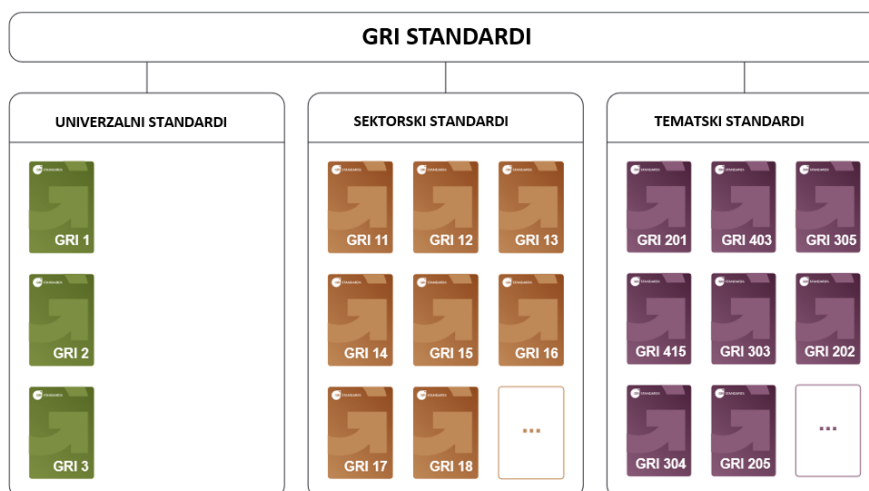 GRI STANDARDI
UNIVERZALNI STANDARDI
GRI 1
GRI 2
GRI 3
SEKTORSKI STANDARDI
GRI 11
GRI 12
GRI 13
GRI 14
GRI 15
GRI 16
GRI 17
GRI 18
...
TEMATSKI STANDARDI
GRI 201
GRI 403
GRI 305
GRI 415
GRI 303
GRI 202
GRI 304
GRI 205
...